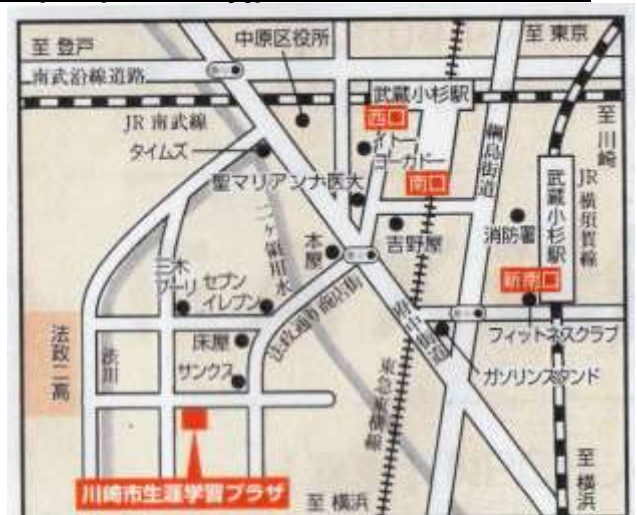 至 登戸
中原区役所
至 東京
南武沿線道路
武蔵小杉駅
西口
JR 南武線
イトー
ヨーカドー
綱島街道
至 川崎
タイムズ
聖マリアンナ医大
南口
武蔵小杉駅
JR 横須賀線
二ヶ領用水
本屋
吉野屋
消防署
新南口
三木
プーリ
セブン
イレブン
法政通り商店街
府中街道
フィットネスクラブ
法政二高
渋川
床屋
サンクス
ガソリンスタンド
東急東横線
川崎市生涯学習プラザ
至 横浜
至 横浜